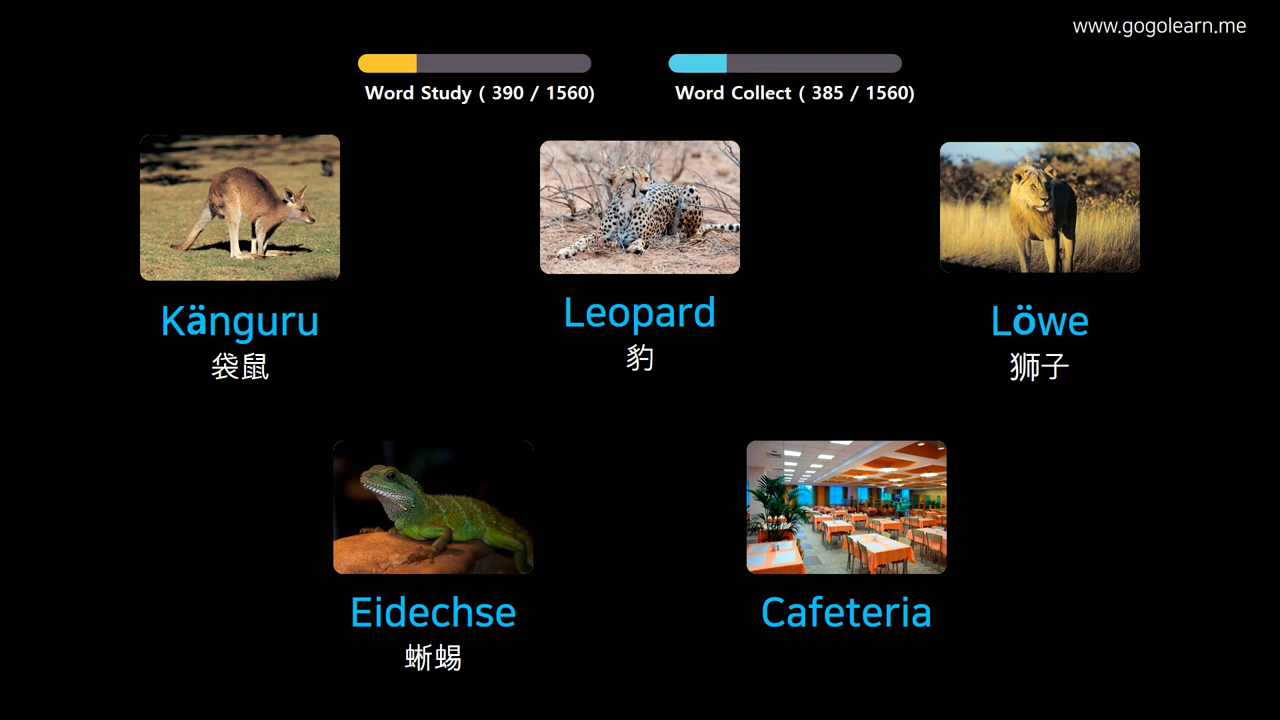 www.gogolearn.me
Word Study ( 390 / 1560)
Word Collect ( 385 / 1560)
Känguru
袋鼠
Leopard
豹
Löwe
狮子
Eidechse
蜥蜴
Cafeteria